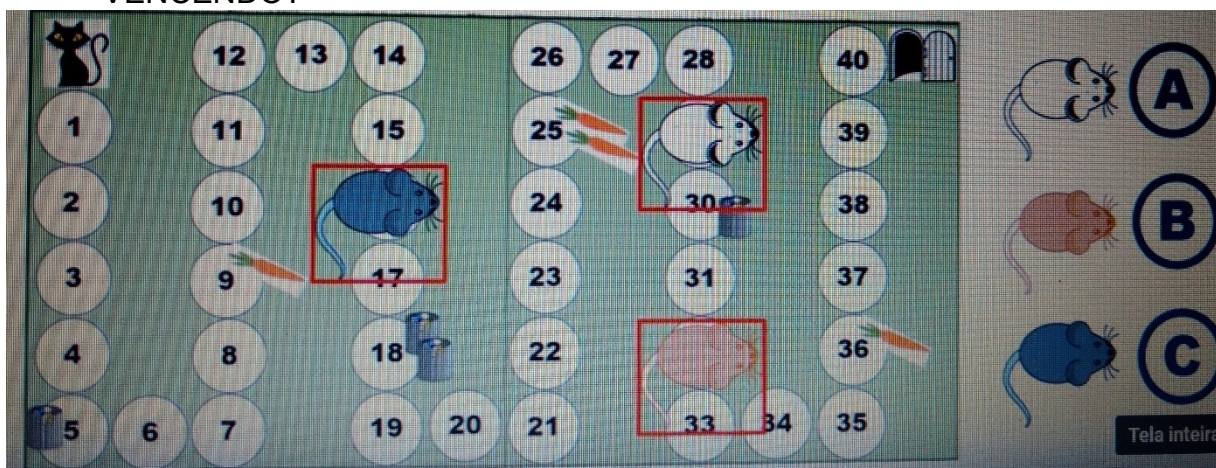 12 13 14 26 27 28 40 A
1 11 15 25 39
2 10 24 30 38 B
3 9 17 23 31 37
4 8 18 22 36 C
5 6 7 19 20 21 33 34 35
Tela inteira